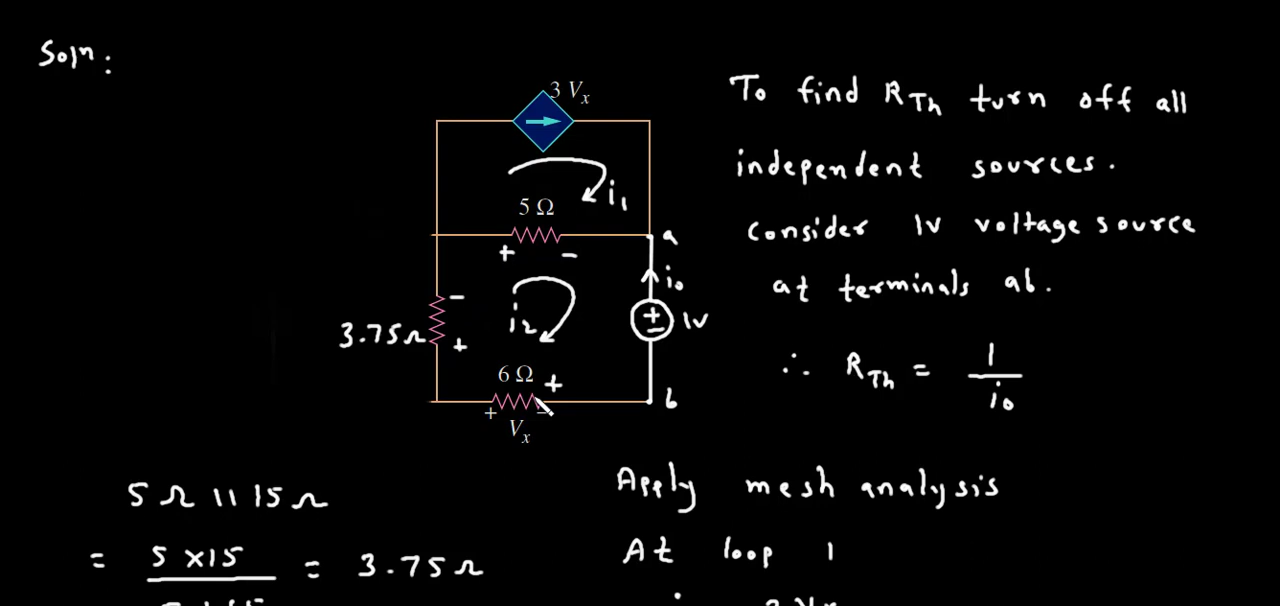 Soln:
3 Vx
i1
5 Ω
+ −
a
i0
i2
− +
3.75Ω
+ − 1V
6 Ω +
+ −
Vx
b
To find RTh turn off all
independent sources.
consider 1v voltage source
at terminals ab.
∴ RTh = 1 / i0
5Ω || 15Ω
= 5 × 15 = 3.75Ω
Apply mesh analysis
At loop 1